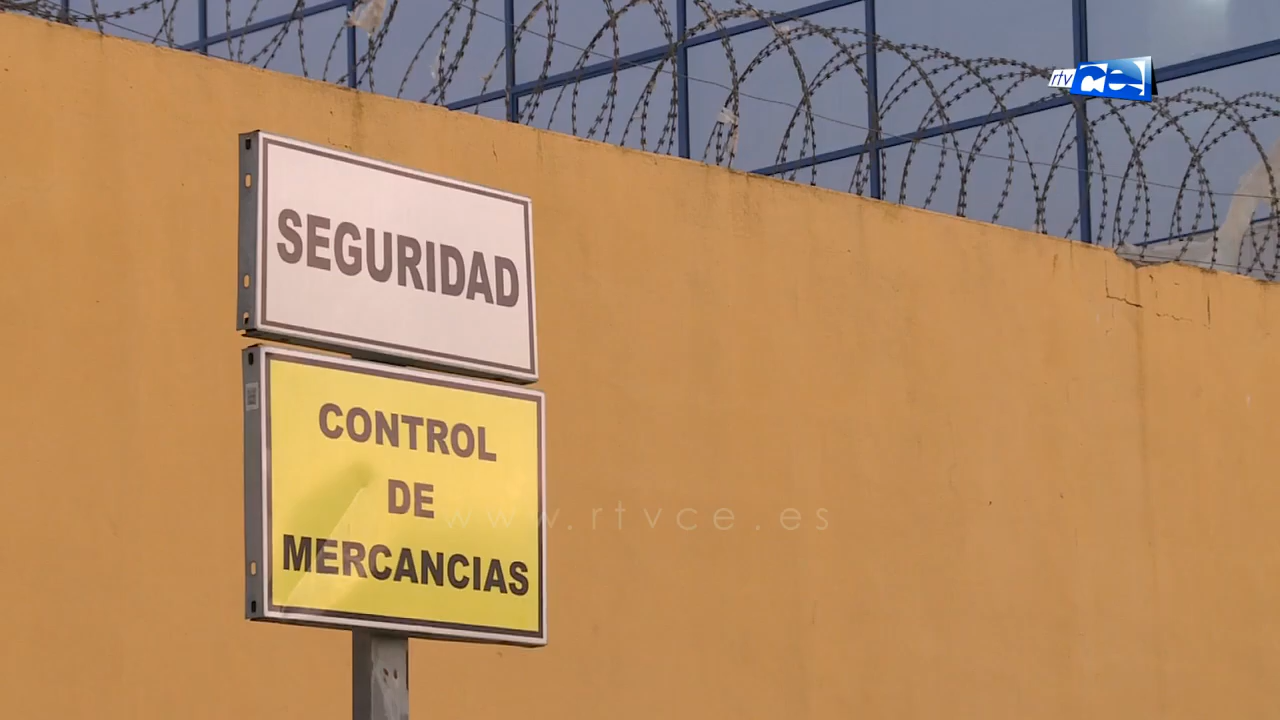 rtv ce
SEGURIDAD
CONTROL
DE
MERCANCIAS
www.rtvce.es